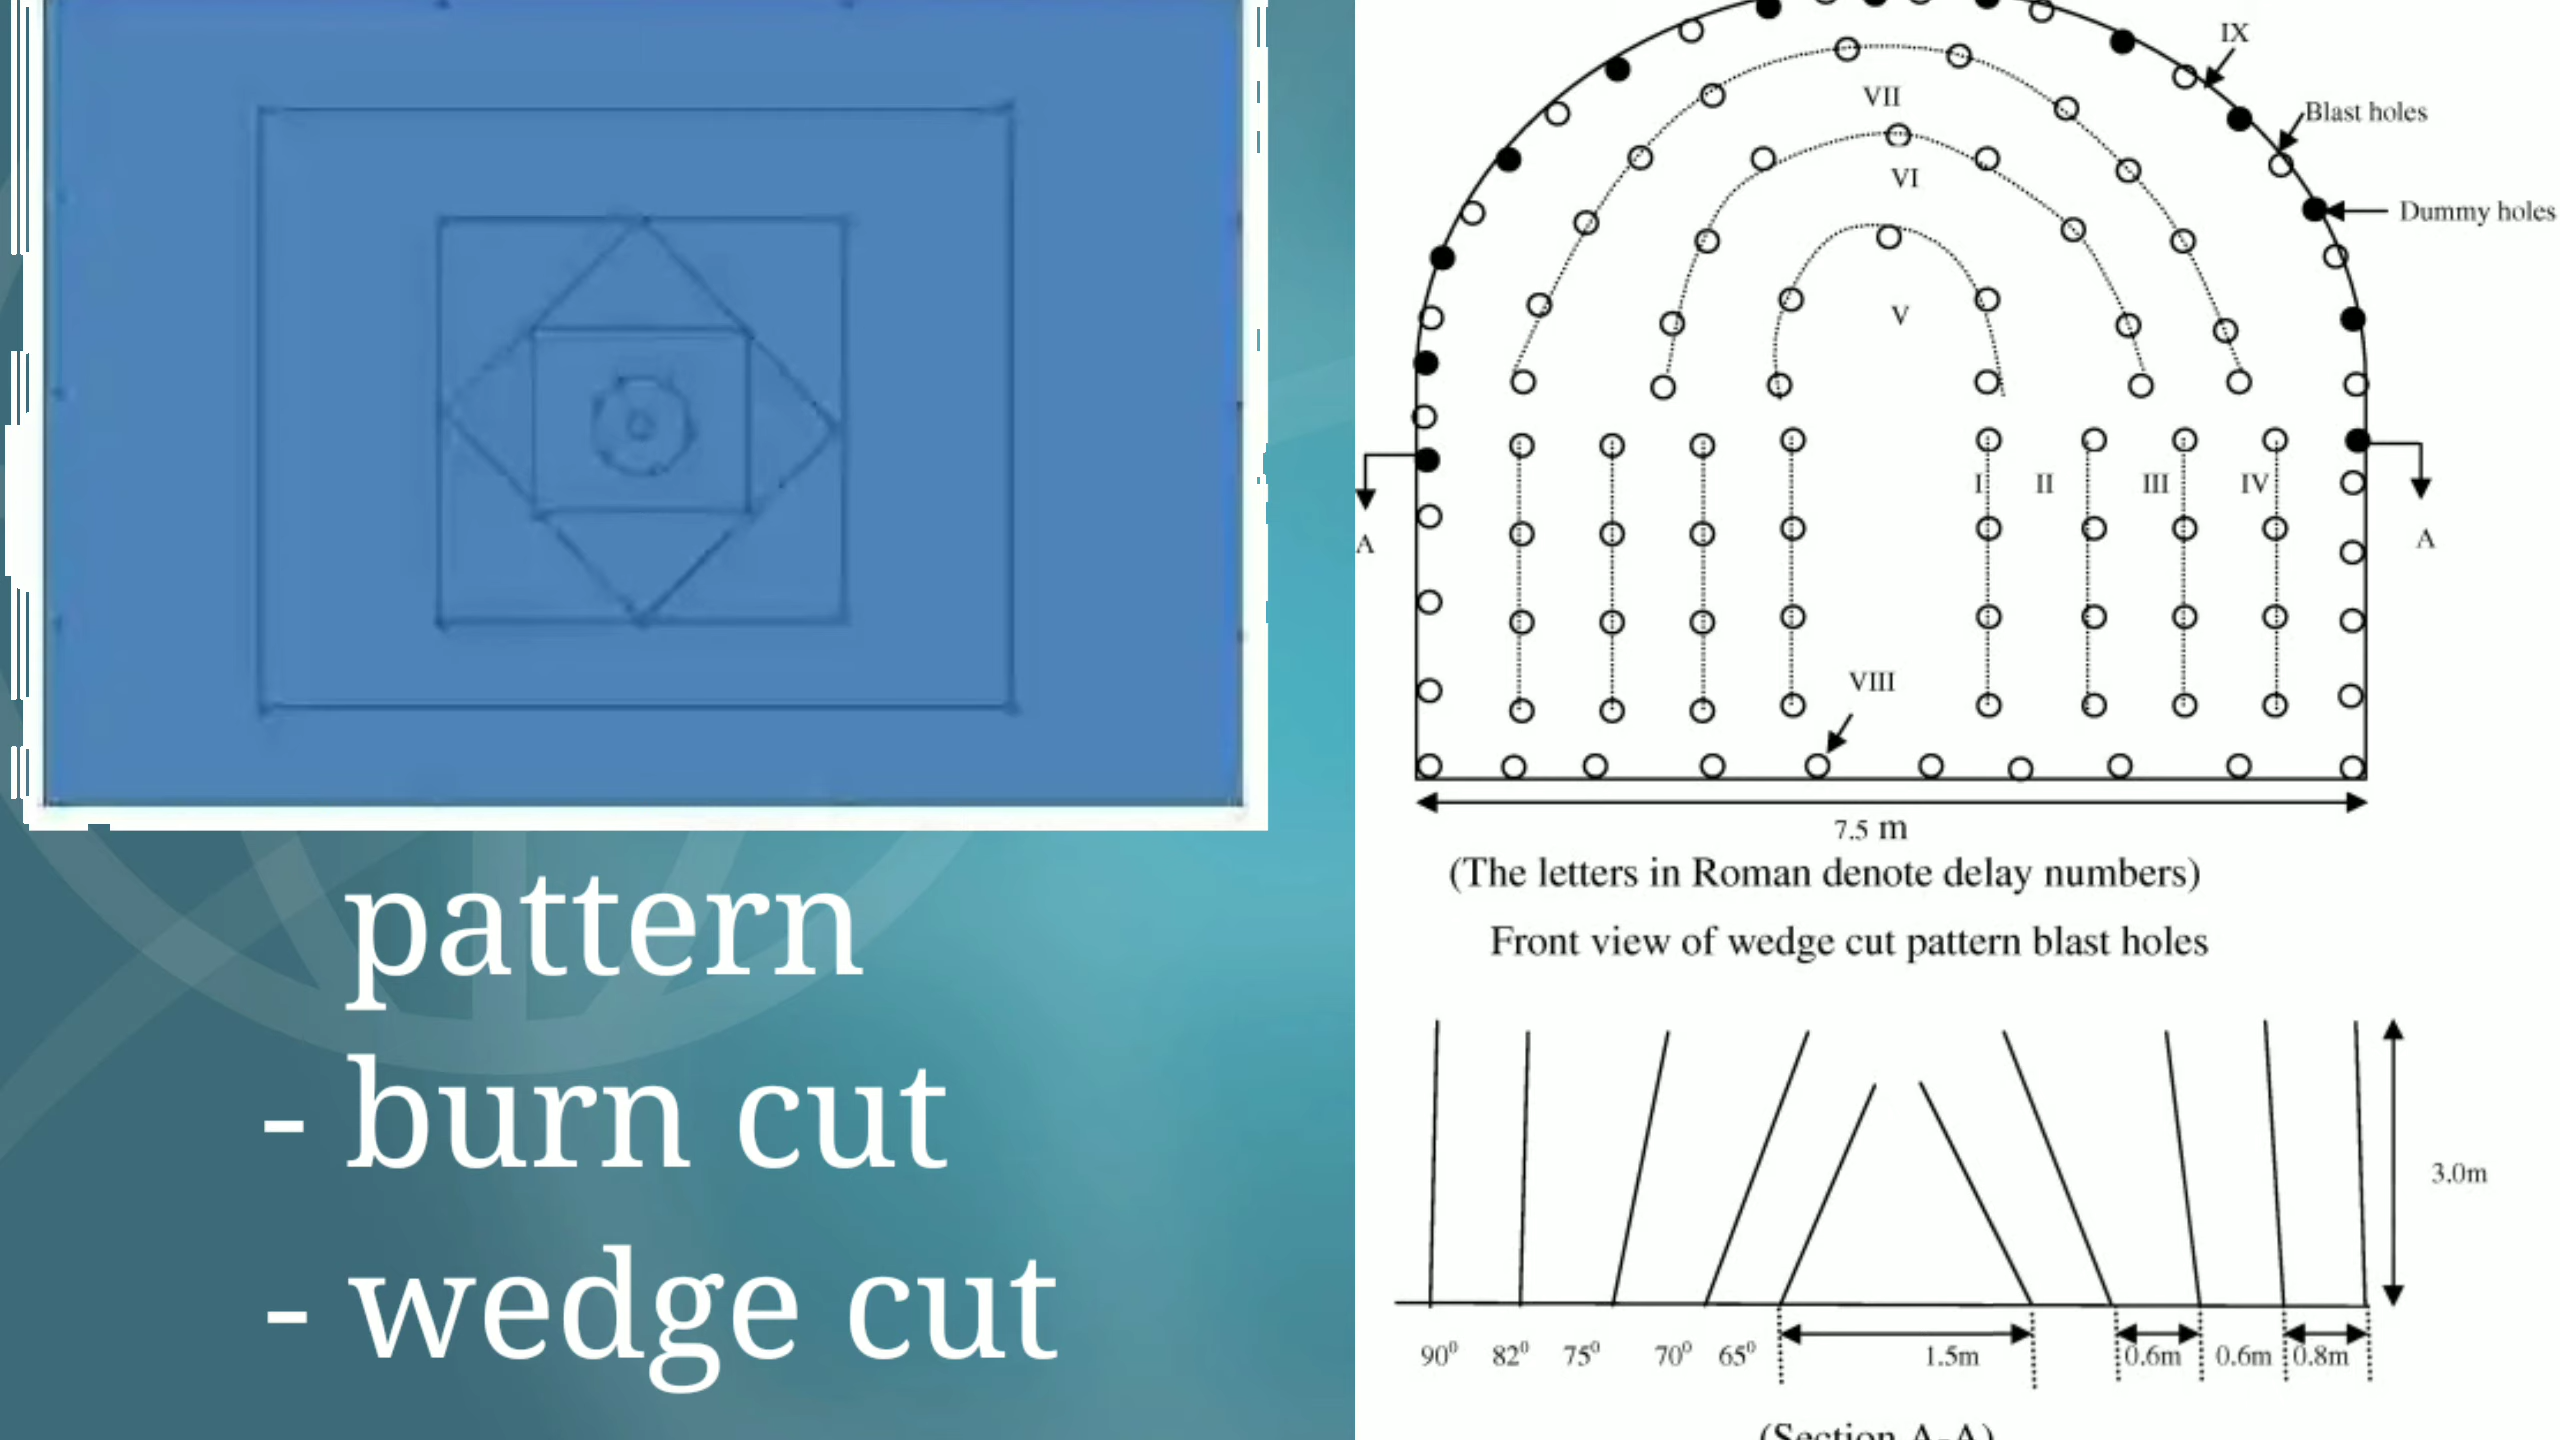 pattern
- burn cut
- wedge cut
IX
Blast holes
Dummy holes
VII
VI
V
I
II
III
IV
A
A
VIII
7.5 m
(The letters in Roman denote delay numbers)
Front view of wedge cut pattern blast holes
3.0m
90⁰ 82⁰ 75⁰ 70⁰ 65⁰ 1.5m 0.6m 0.6m 0.8m
(Section A-A)